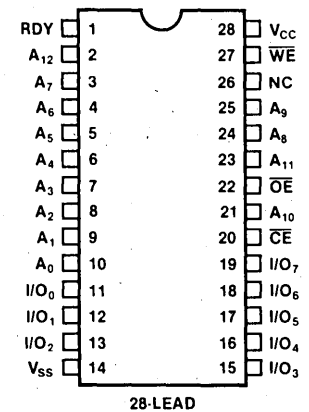 RDY 1 28 VCC
A12 2 27 WE
A7 3 26 NC
A6 4 25 A9
A5 5 24 A8
A4 6 23 A11
A3 7 22 OE
A2 8 21 A10
A1 9 20 CE
A0 10 19 I/O7
I/O0 11 18 I/O6
I/O1 12 17 I/O5
I/O2 13 16 I/O4
VSS 14 15 I/O3
28-LEAD